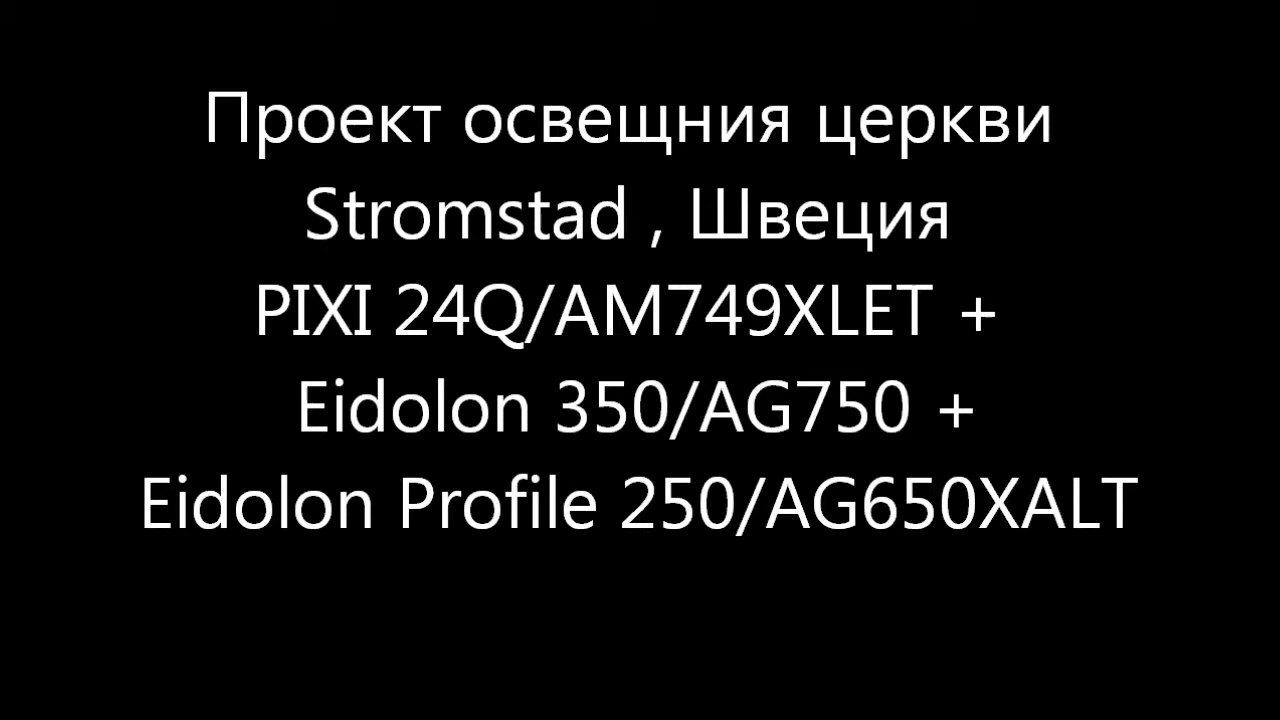 Проект освещния церкви
Stromstad , Швеция
PIXI 24Q/AM749XLET +
Eidolon 350/AG750 +
Eidolon Profile 250/AG650XALT